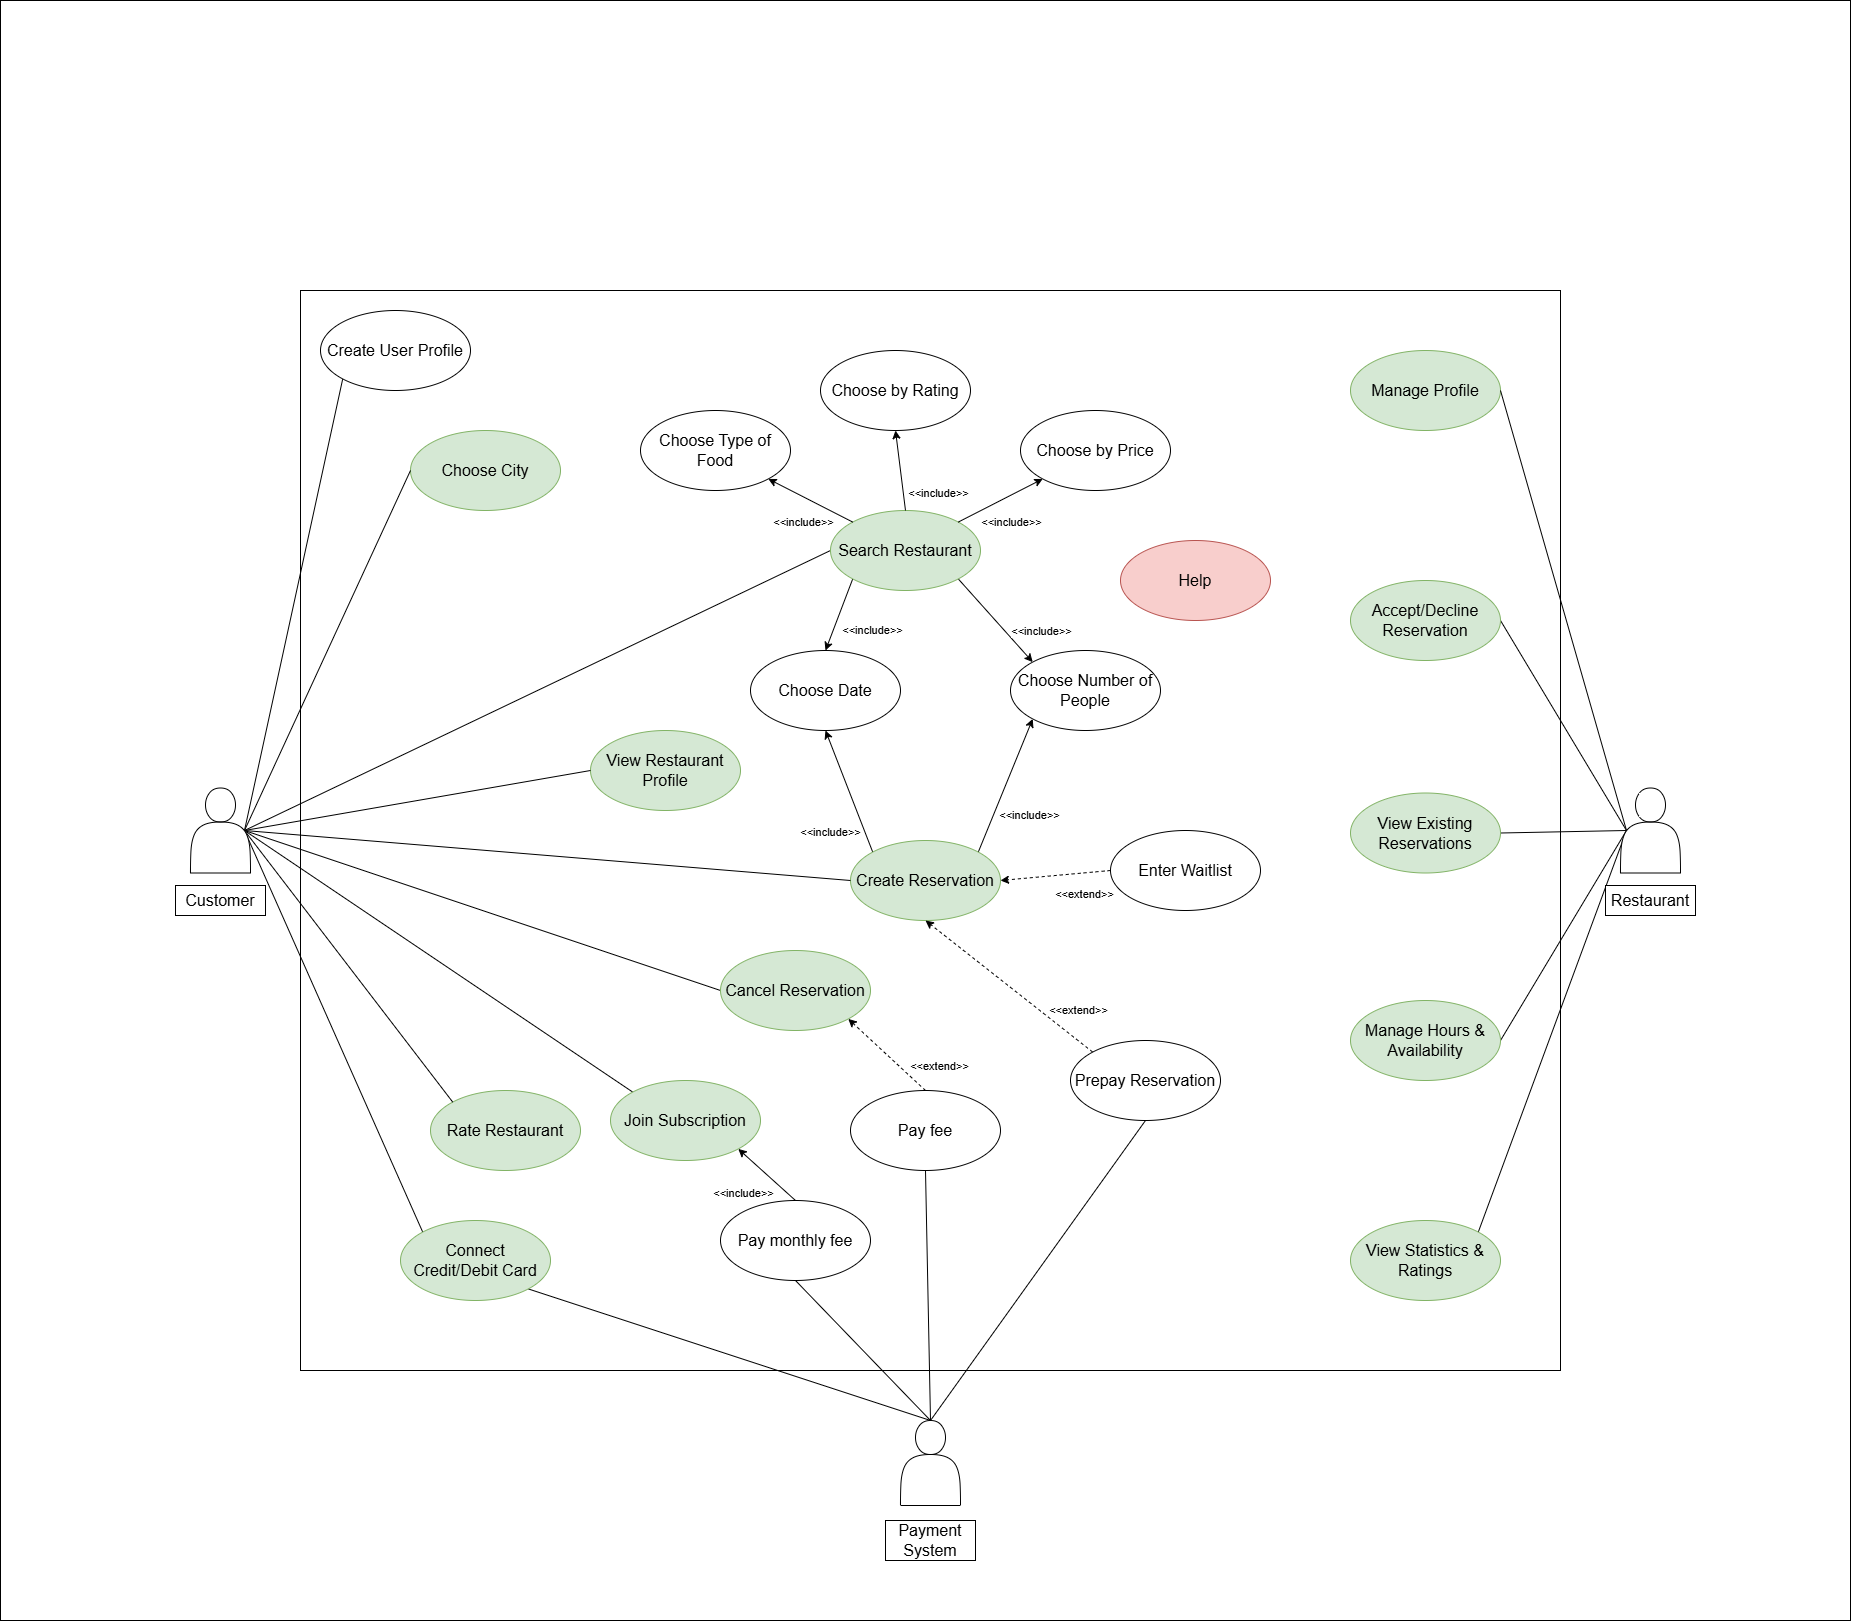 Create User Profile
Choose by Rating
Manage Profile
Choose Type of
Food
Choose by Price
Choose City
<<include>>
<<include>>
<<include>>
Search Restaurant
Help
Accept/Decline
Reservation
<<include>>
<<include>>
Choose Date
Choose Number of
People
View Restaurant
Profile
<<include>>
<<include>>
View Existing
Reservations
Create Reservation
Enter Waitlist
<<extend>>
Customer
Restaurant
Cancel Reservation
<<extend>>
Manage Hours &
Availability
<<extend>>
Prepay Reservation
Rate Restaurant
Join Subscription
Pay fee
<<include>>
Pay monthly fee
Connect
Credit/Debit Card
View Statistics &
Ratings
Payment
System